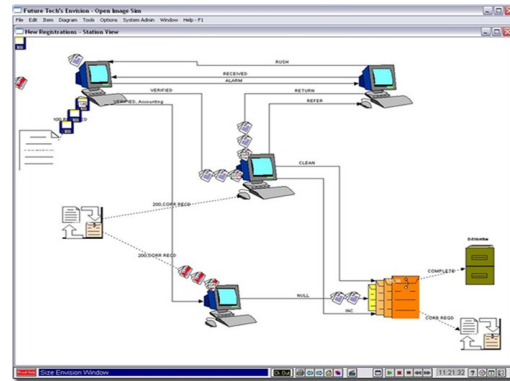 Future Tech's Envision - Open Image Sim
File Edit Item Diagram Tools Options System Admin Window Help - F1
New Registrations - Station View
RUSH
RECEIVED
ALARM
VERIFIED
RETURN
VERIFIED, Accounting
REFER
CLEAN
200,CORR.RECD
200,CORR.RECD
COMPLETE
NULL
INC
CORR.REQD
Size Envision Window
11:21:32